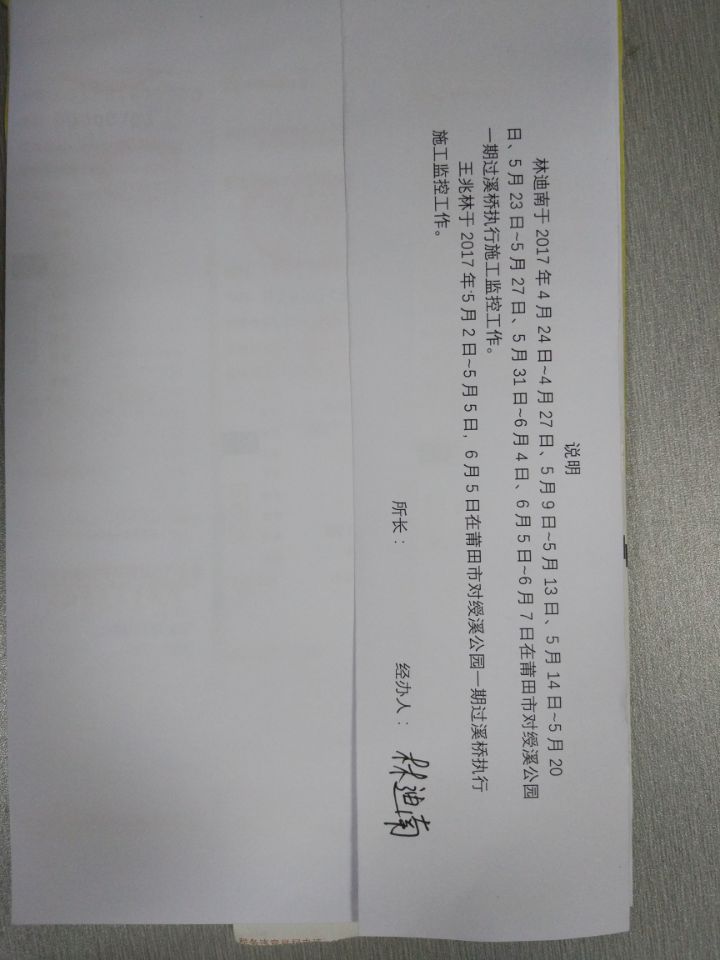 说明
林迪南于 2017 年 4 月 24 日~4 月 27 日、5 月 9 日~5 月 13 日、5 月 14 日~5 月 20
日、5 月 23 日~5 月 27 日、5 月 31 日~6 月 4 日、6 月 5 日~6 月 7 日在莆田市对绶溪公园
一期过溪桥执行施工监控工作。
王兆林于 2017 年 5 月 2 日~5 月 5 日，6 月 5 日在莆田市对绶溪公园一期过溪桥执行
施工监控工作。
所长： 经办人： 林迪南